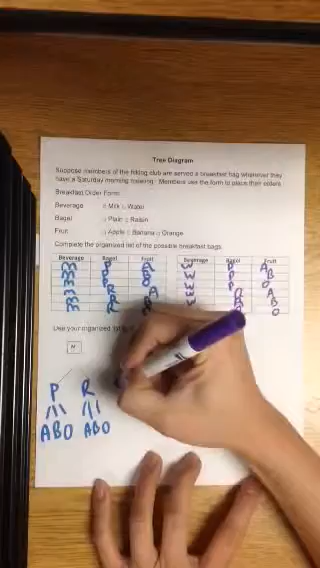 Tree Diagram
Suppose members of the hiking club are served a breakfast bag whenever they
have a Saturday morning meeting. Members use the form to place their orders.
Breakfast Order Form:
Beverage □ Milk □ Water
Bagel □ Plain □ Raisin
Fruit □ Apple □ Banana □ Orange
Complete the organized list of the possible breakfast bags.
Beverage Bagel Fruit Beverage Bagel Fruit
m P A W P A
m P B W P B
m P O W P O
m R A W R A
m R B W R B
m R O W R O
Use your organized list
M
P R
ABO ABO